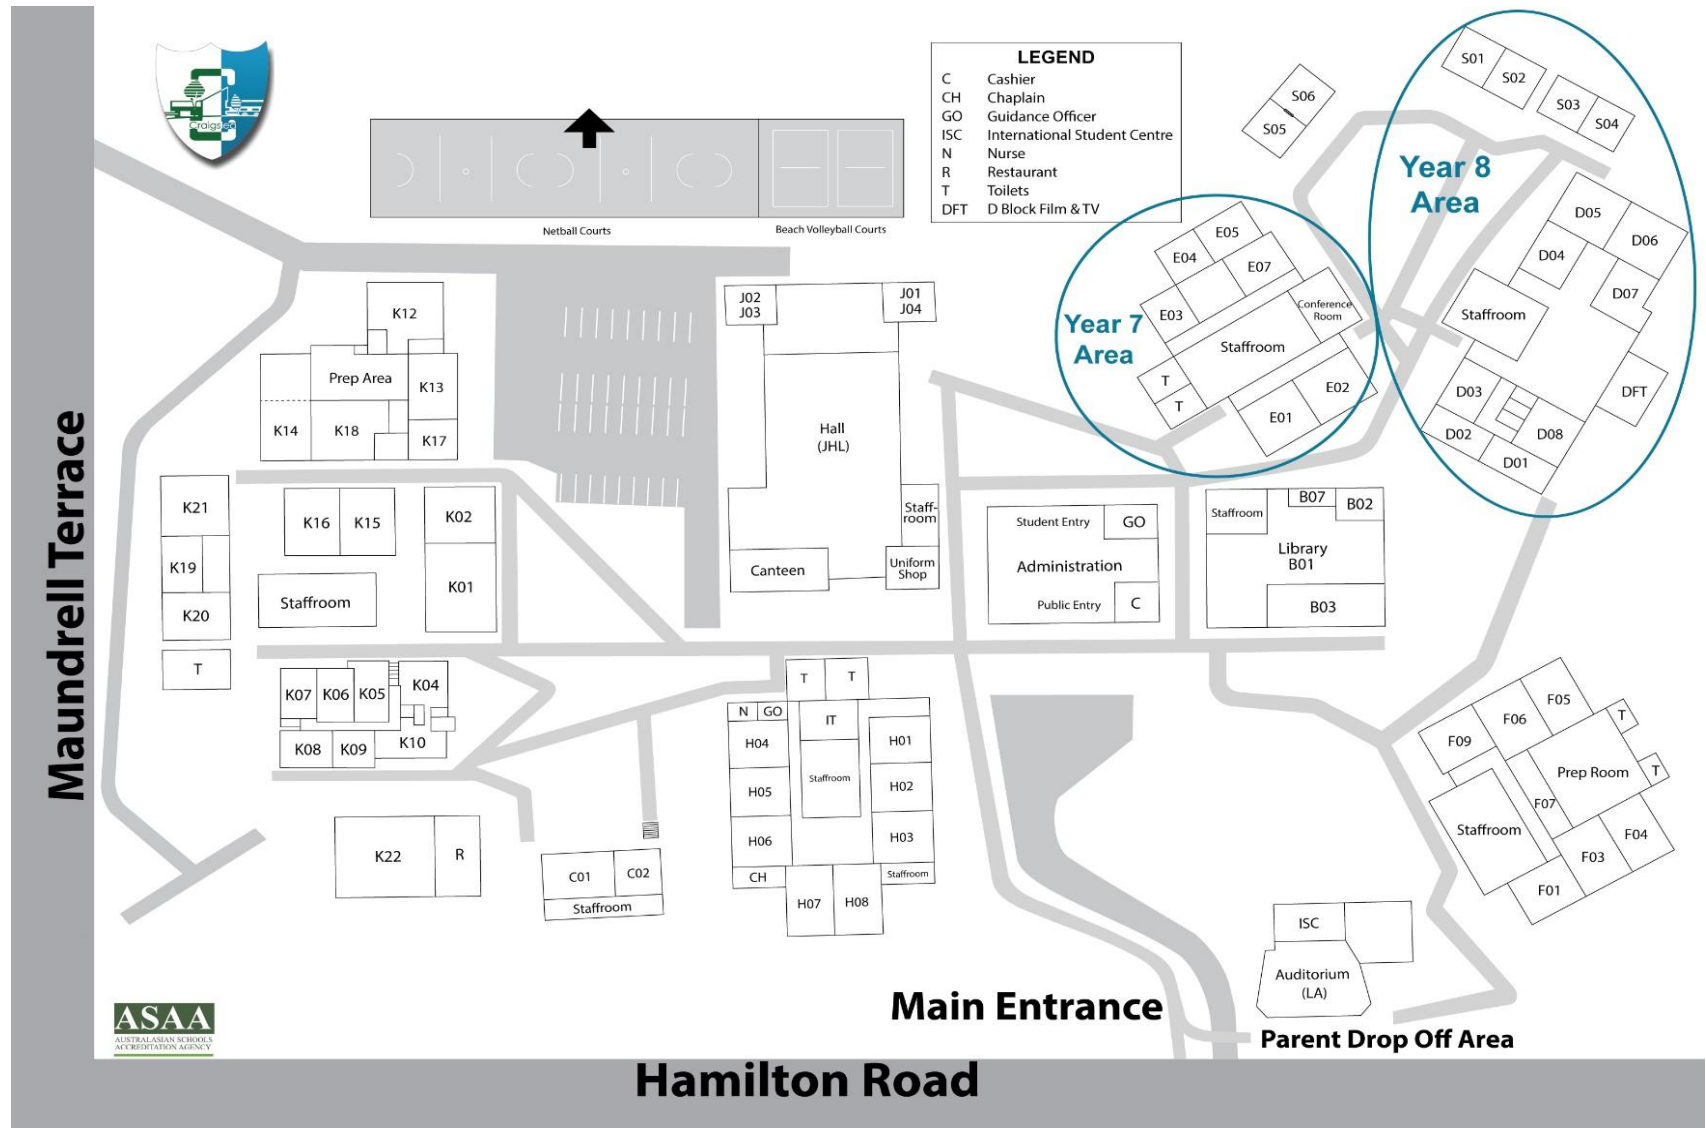 LEGEND
C Cashier
CH Chaplain
GO Guidance Officer
ISC International Student Centre
N Nurse
R Restaurant
T Toilets
DFT D Block Film & TV
Netball Courts
Beach Volleyball Courts
S01
S02
S03
S04
S06
S05
Year 8
Area
D05
D06
D04
D07
Staffroom
DFT
D03
D02
D08
D01
Year 7
Area
E05
E04
E07
E03
Conference
Room
Staffroom
T
T
E02
E01
J02
J03
J01
J04
Hall
(JHL)
Staff-
room
Canteen
Uniform
Shop
K12
Prep Area
K13
K14
K18
K17
K21
K19
K20
T
K16
K15
K02
K01
Staffroom
Student Entry
GO
Administration
Public Entry
C
Staffroom
B07
B02
Library
B01
B03
K07
K06
K05
K04
K08
K09
K10
K22
R
C01
C02
Staffroom
T
T
N
GO
IT
H04
H01
Staffroom
H05
H02
H06
H03
CH
Staffroom
H07
H08
F05
F06
F09
T
Prep Room
T
F07
Staffroom
F04
F03
F01
ISC
Auditorium
(LA)
Main Entrance
Parent Drop Off Area
Maundrell Terrace
ASAA
AUSTRALASIAN SCHOOLS
ACCREDITATION AGENCY
Hamilton Road